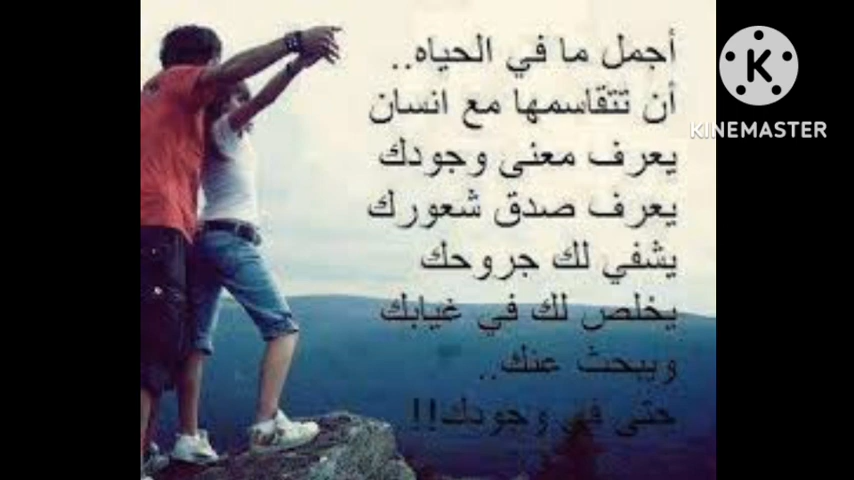 أجمل ما في الحياه..
أن تتقاسمها مع انسان
يعرف معنى وجودك
يعرف صدق شعورك
يشفي لك جروحك
يخلص لك في غيابك
ويبحث عنك..
حتى في وجودك!!
K
KINEMASTER